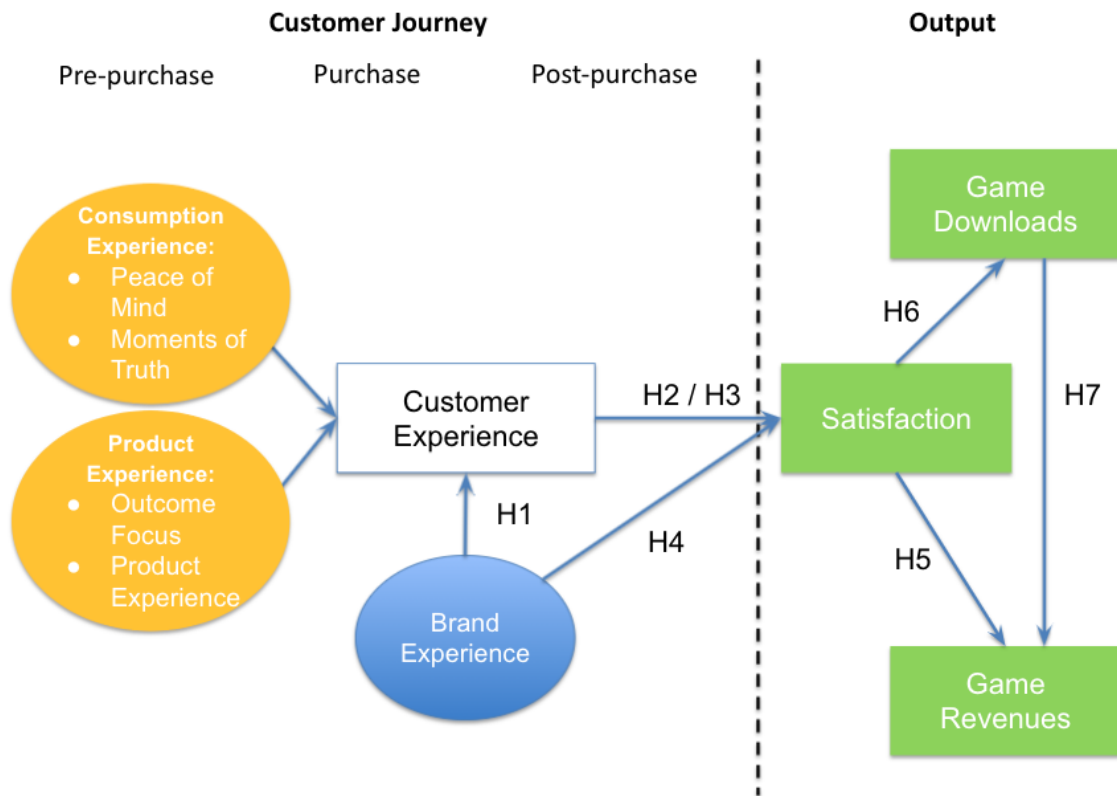 Customer Journey
Output
Pre-purchase
Purchase
Post-purchase
Consumption
Experience:
● Peace of
Mind
● Moments of
Truth
Product
Experience:
● Outcome
Focus
● Product
Experience
Customer
Experience
H1
Brand
Experience
H2 / H3
H4
Satisfaction
H6
H5
Game
Downloads
H7
Game
Revenues